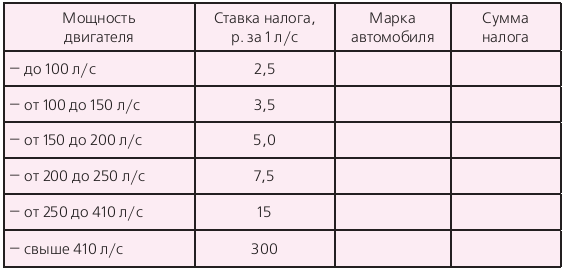 Мощность двигателя | Ставка налога, р. за 1 л/с | Марка автомобиля | Сумма налога
— до 100 л/с | 2,5
— от 100 до 150 л/с | 3,5
— от 150 до 200 л/с | 5,0
— от 200 до 250 л/с | 7,5
— от 250 до 410 л/с | 15
— свыше 410 л/с | 300